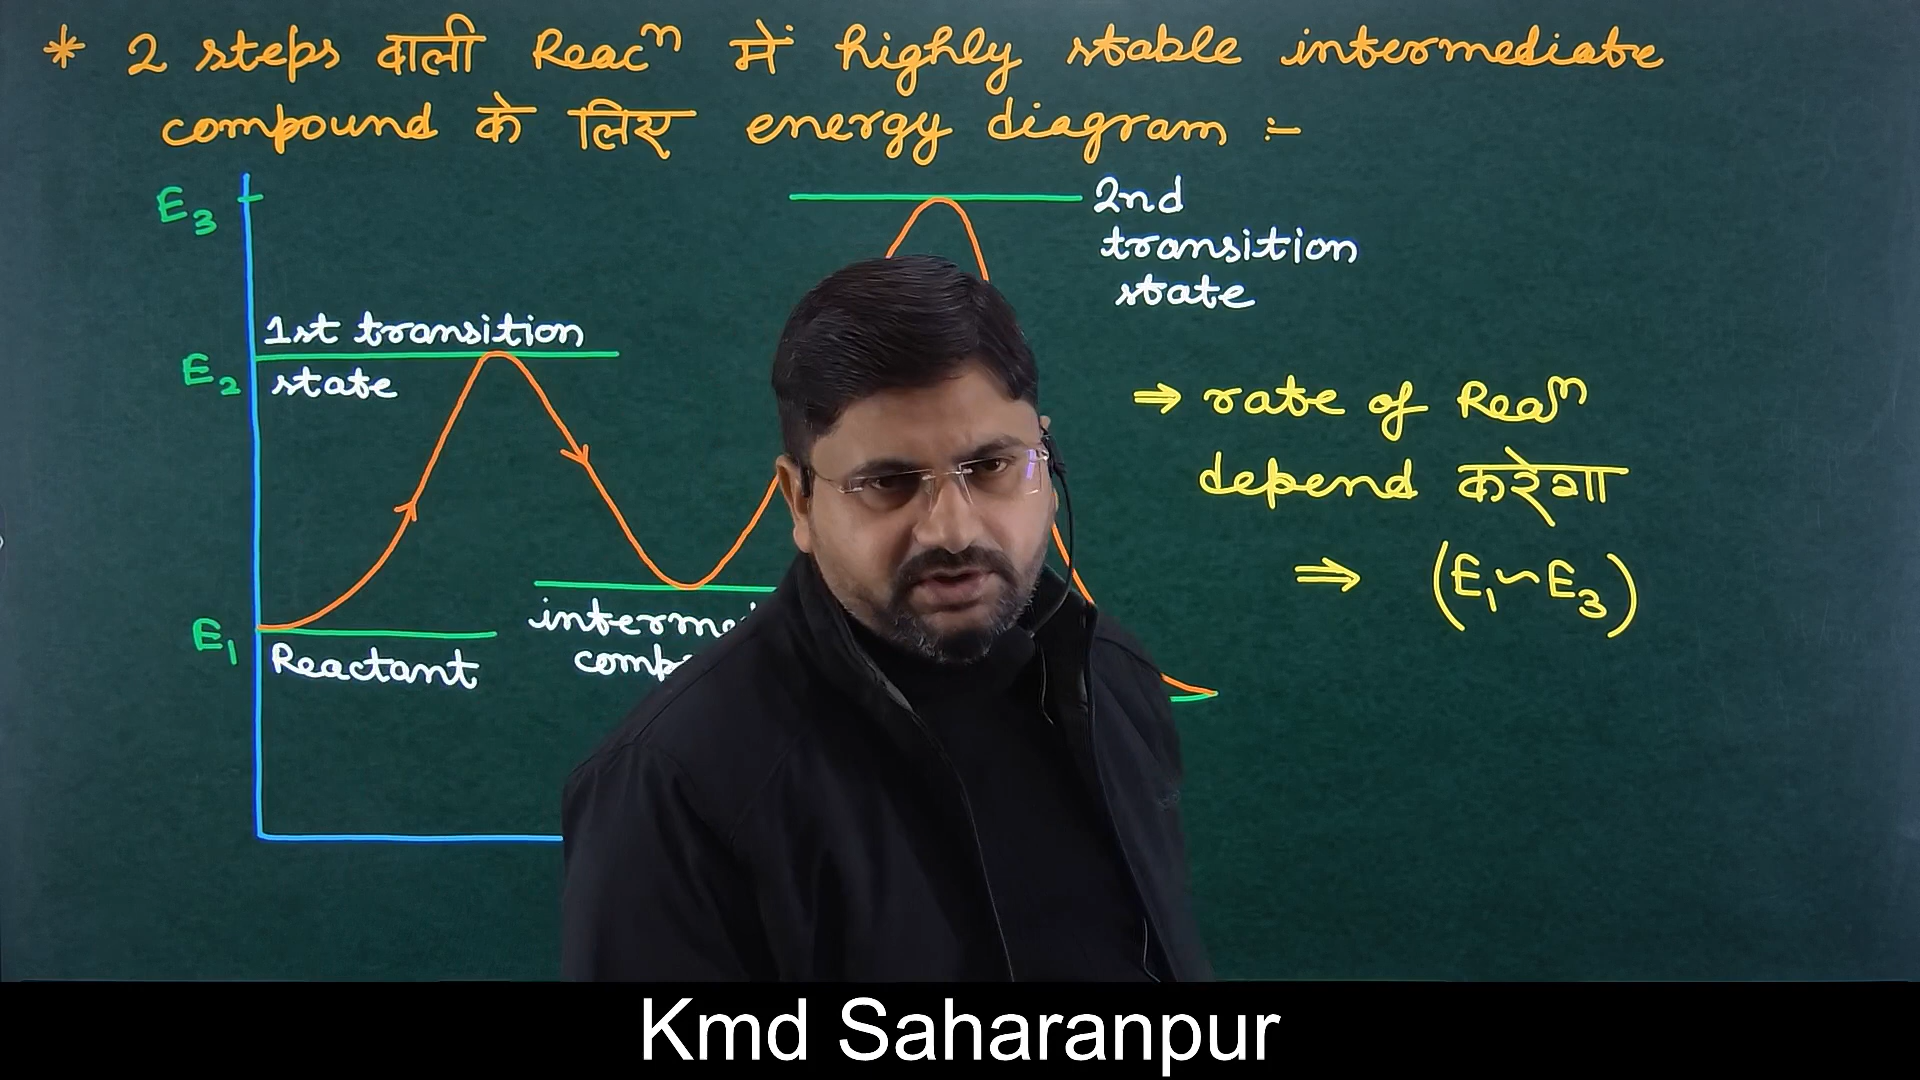 * 2 steps वाली Reacⁿ में highly stable intermediate
compound के लिए energy diagram :-
E₃
2nd
transition
state
1st transition
E₂
state
⇒ rate of Reaⁿ
depend करेगा
⇒ (E₁~E₃)
E₁
Reactant
Kmd Saharanpur